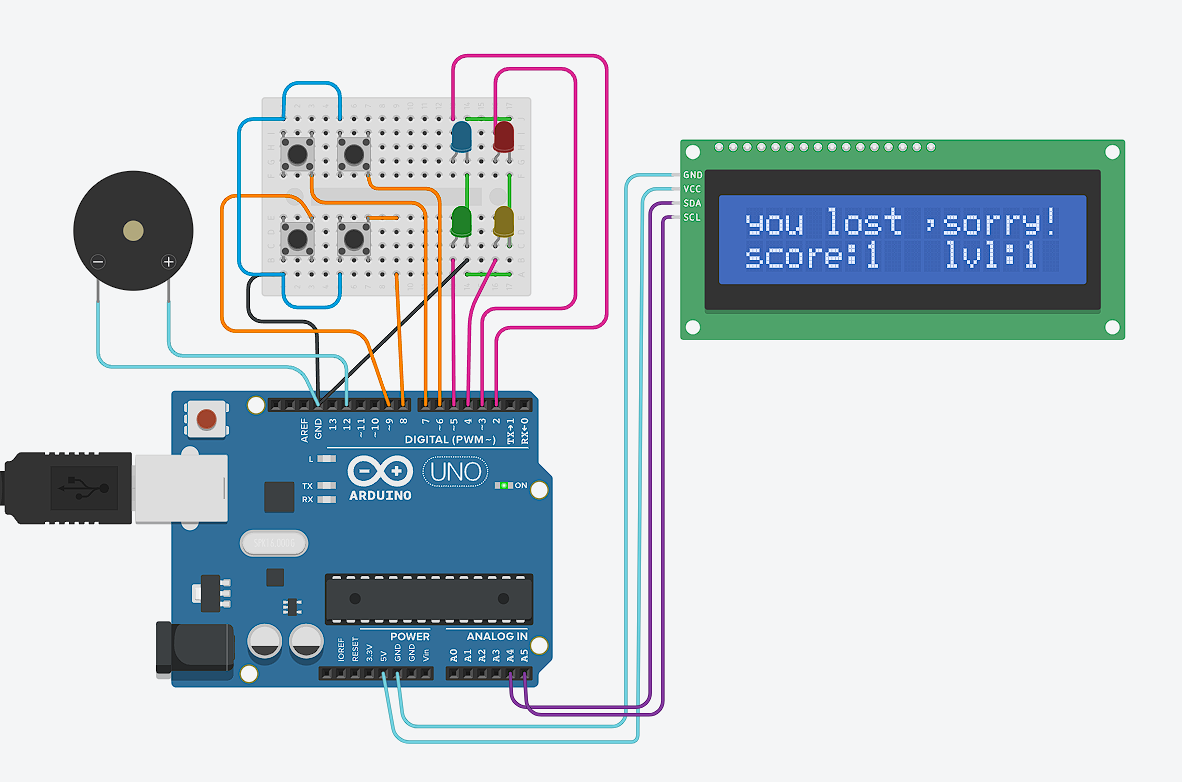 GND
VCC
SDA
SCL
you lost ,sorry!
score:1 lvl:1
AREF
GND
13
12
~11
~10
~9
8
7
~6
~5
4
~3
2
TX→1
RX←0
DIGITAL (PWM~)
L
TX
RX
UNO
ARDUINO
ON
POWER
ANALOG IN
IOREF
RESET
3.3V
5V
GND
GND
Vin
A0
A1
A2
A3
A4
A5